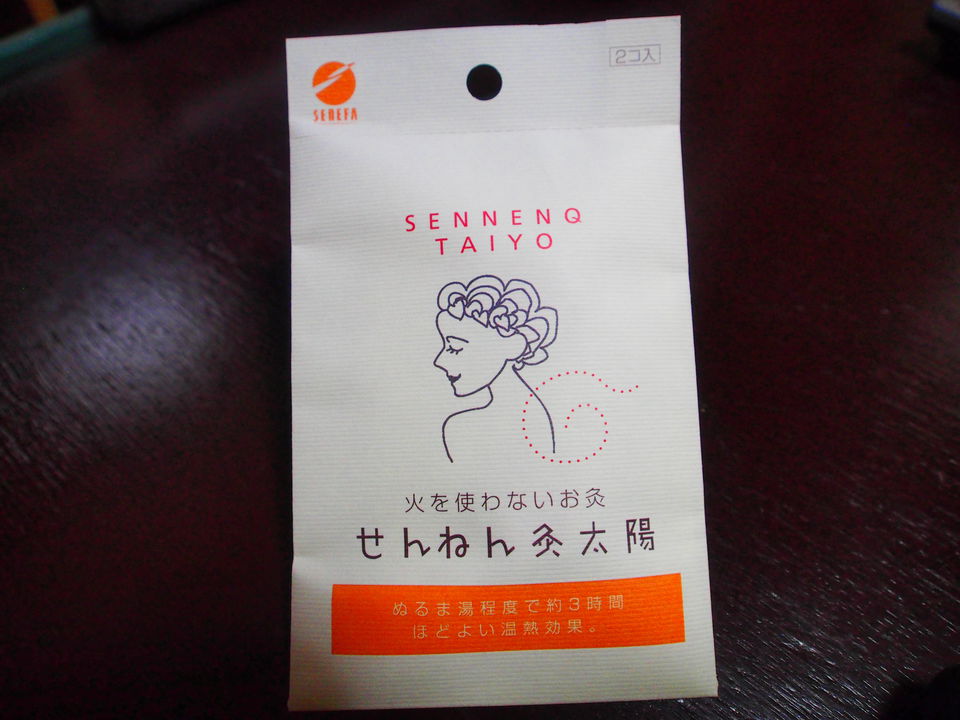 SENEFA
2コ入
SENNENQ
TAIYO
火を使わないお灸
せんねん灸太陽
ぬるま湯程度で約3時間
ほどよい温熱効果。